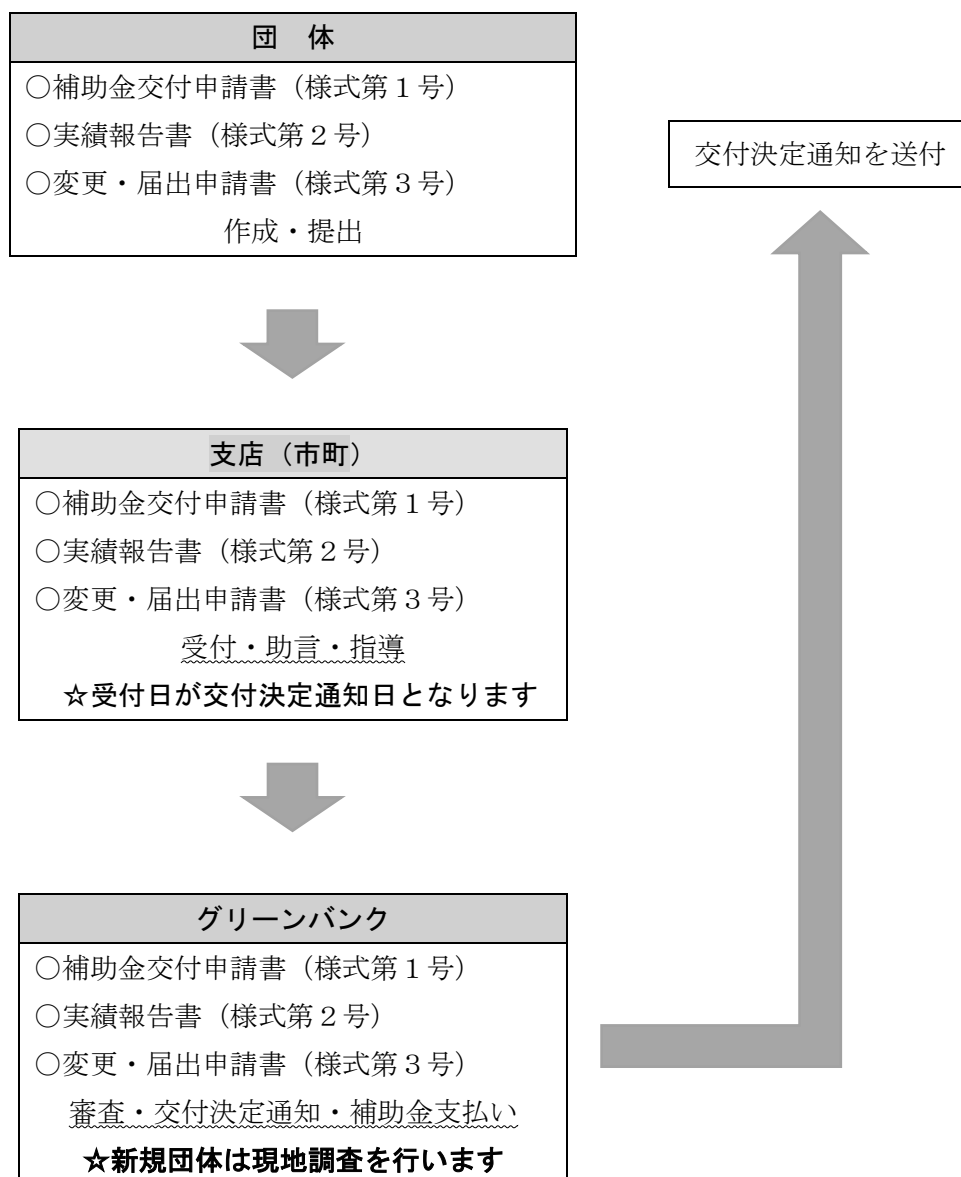 団　体
○補助金交付申請書（様式第１号）
○実績報告書（様式第２号）
○変更・届出申請書（様式第３号）
作成・提出
交付決定通知を送付
支店（市町）
○補助金交付申請書（様式第１号）
○実績報告書（様式第２号）
○変更・届出申請書（様式第３号）
受付・助言・指導
☆受付日が交付決定通知日となります
グリーンバンク
○補助金交付申請書（様式第１号）
○実績報告書（様式第２号）
○変更・届出申請書（様式第３号）
審査・交付決定通知・補助金支払い
☆新規団体は現地調査を行います